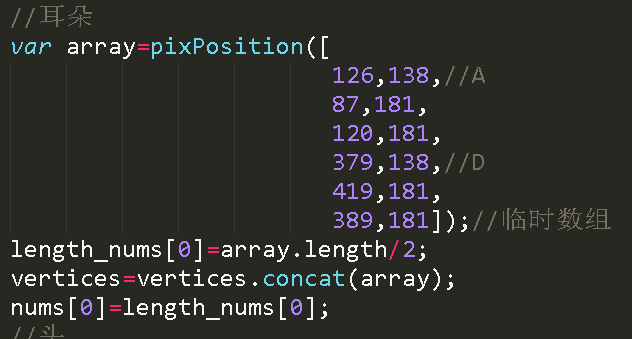 //耳朵
var array=pixPosition([
126,138,//A
87,181,
120,181,
379,138,//D
419,181,
389,181]);//临时数组
length_nums[0]=array.length/2;
vertices=vertices.concat(array);
nums[0]=length_nums[0];
//头